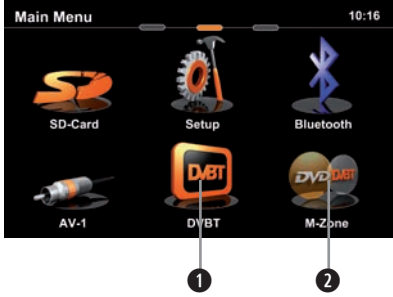 Main Menu 10:16
SD
SD-Card Setup Bluetooth
DVBT DVD DVBT
AV-1 DVBT M-Zone
1 2